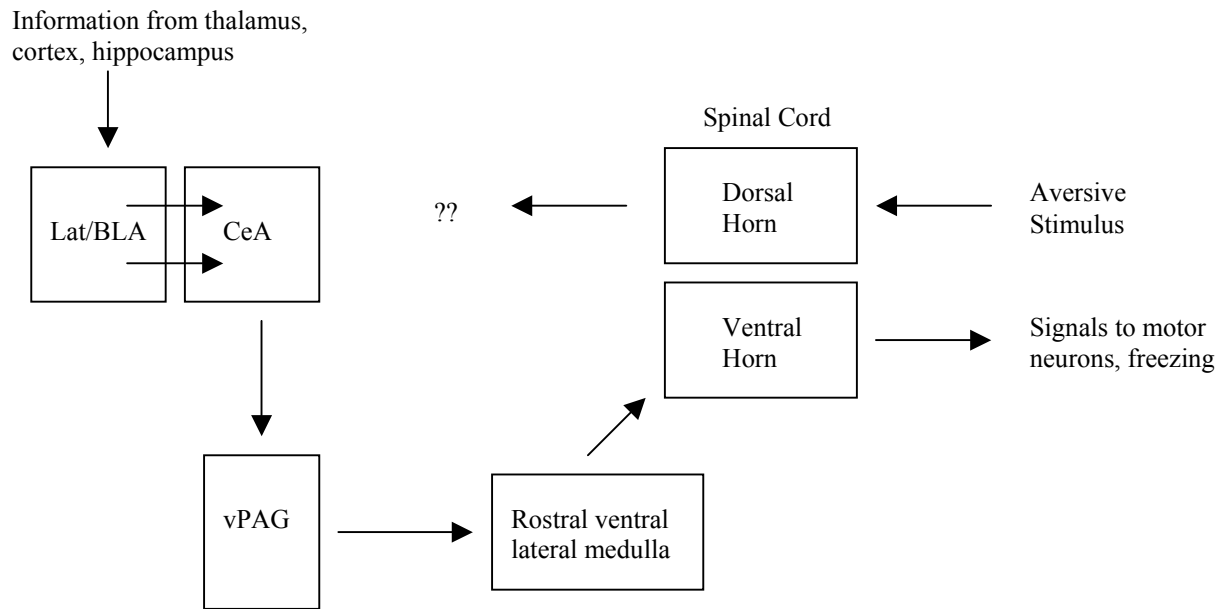 Information from thalamus,
cortex, hippocampus
Spinal Cord
Lat/BLA
CeA
??
Dorsal
Horn
Aversive
Stimulus
Ventral
Horn
Signals to motor
neurons, freezing
vPAG
Rostral ventral
lateral medulla